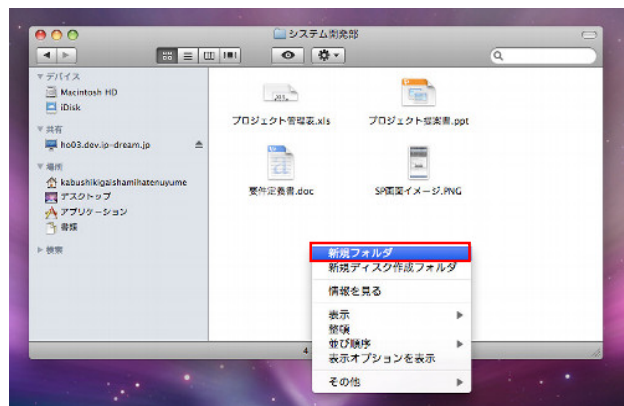 システム開発部
デバイス
Macintosh HD
iDisk
共有
ho03.dev.ip-dream.jp
場所
kabushikigaishamihatenuyume
デスクトップ
アプリケーション
書類
検索
プロジェクト管理表.xls
プロジェクト提案書.ppt
要件定義書.doc
SP画面イメージ.PNG
新規フォルダ
新規ディスク作成フォルダ
情報を見る
表示
整頓
並び順序
表示オプションを表示
その他
4